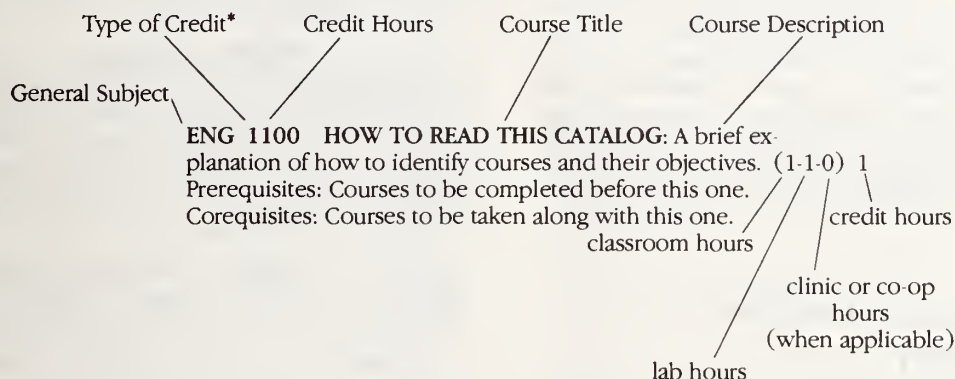 Type of Credit* Credit Hours Course Title Course Description
General Subject
ENG 1100 HOW TO READ THIS CATALOG: A brief ex-
planation of how to identify courses and their objectives. (1-1-0) 1
Prerequisites: Courses to be completed before this one.
Corequisites: Courses to be taken along with this one.
credit hours
classroom hours
clinic or co-op
hours
(when applicable)
lab hours